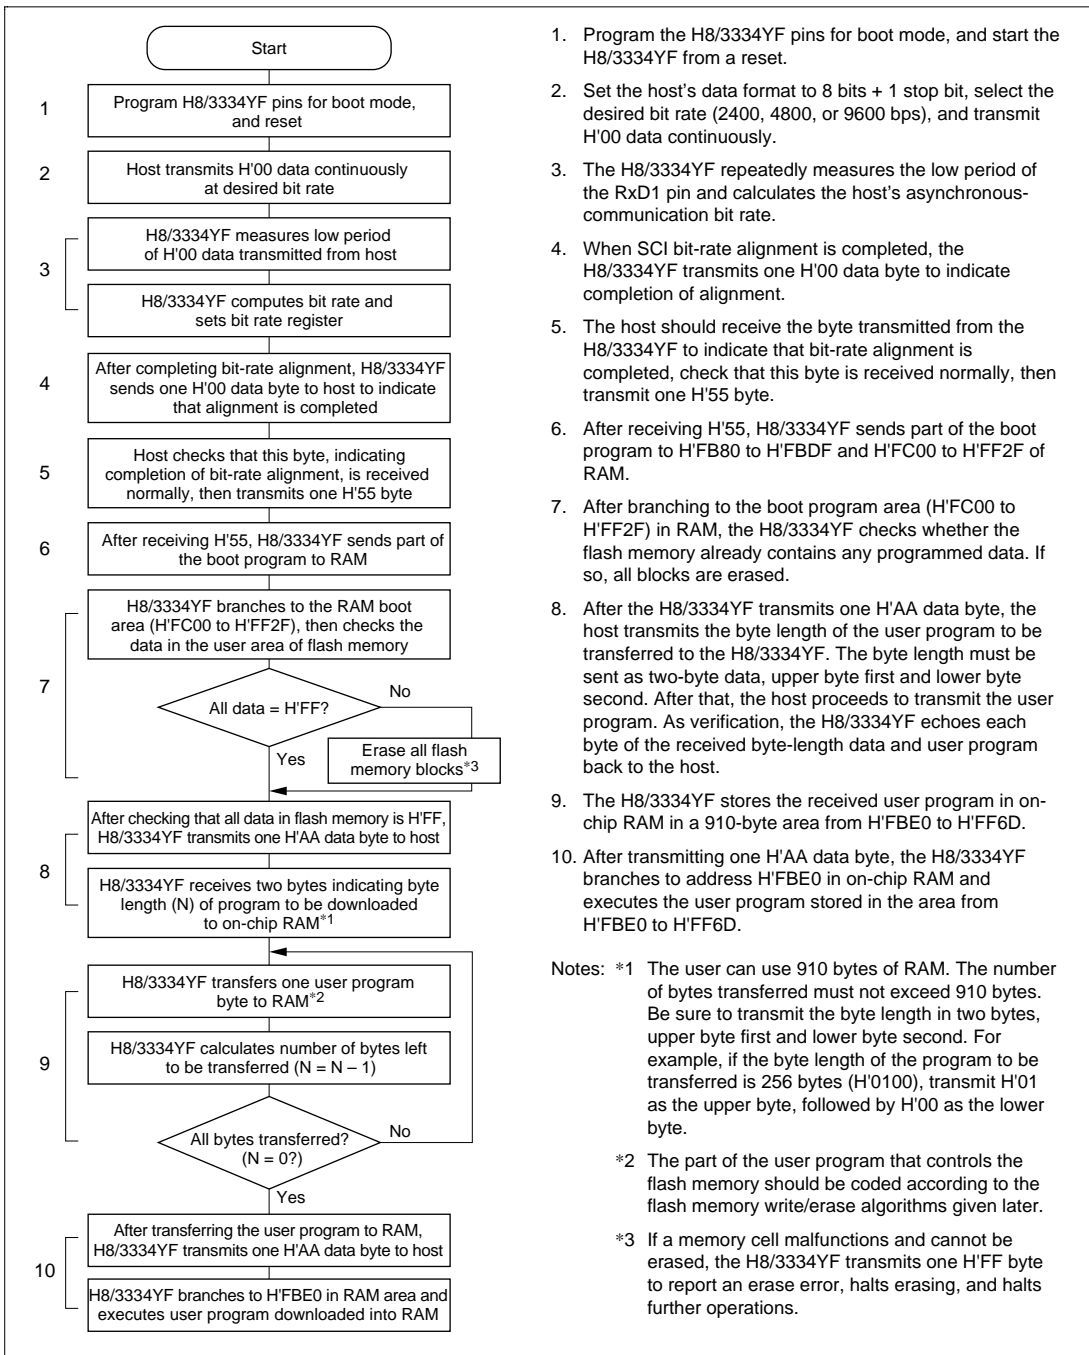 Start
1
Program H8/3334YF pins for boot mode,
and reset
2
Host transmits H'00 data continuously
at desired bit rate
3
H8/3334YF measures low period
of H'00 data transmitted from host
H8/3334YF computes bit rate and
sets bit rate register
4
After completing bit-rate alignment, H8/3334YF
sends one H'00 data byte to host to indicate
that alignment is completed
5
Host checks that this byte, indicating
completion of bit-rate alignment, is received
normally, then transmits one H'55 byte
6
After receiving H'55, H8/3334YF sends part of
the boot program to RAM
7
H8/3334YF branches to the RAM boot
area (H'FC00 to H'FF2F), then checks the
data in the user area of flash memory
All data = H'FF?
No
Yes
Erase all flash
memory blocks*3
8
After checking that all data in flash memory is H'FF,
H8/3334YF transmits one H'AA data byte to host
H8/3334YF receives two bytes indicating byte
length (N) of program to be downloaded
to on-chip RAM*1
9
H8/3334YF transfers one user program
byte to RAM*2
H8/3334YF calculates number of bytes left
to be transferred (N = N – 1)
All bytes transferred?
(N = 0?)
No
Yes
10
After transferring the user program to RAM,
H8/3334YF transmits one H'AA data byte to host
H8/3334YF branches to H'FBE0 in RAM area and
executes user program downloaded into RAM
1. Program the H8/3334YF pins for boot mode, and start the
H8/3334YF from a reset.
2. Set the host's data format to 8 bits + 1 stop bit, select the
desired bit rate (2400, 4800, or 9600 bps), and transmit
H'00 data continuously.
3. The H8/3334YF repeatedly measures the low period of
the RxD1 pin and calculates the host's asynchronous-
communication bit rate.
4. When SCI bit-rate alignment is completed, the
H8/3334YF transmits one H'00 data byte to indicate
completion of alignment.
5. The host should receive the byte transmitted from the
H8/3334YF to indicate that bit-rate alignment is
completed, check that this byte is received normally, then
transmit one H'55 byte.
6. After receiving H'55, H8/3334YF sends part of the boot
program to H'FB80 to H'FBDF and H'FC00 to H'FF2F of
RAM.
7. After branching to the boot program area (H'FC00 to
H'FF2F) in RAM, the H8/3334YF checks whether the
flash memory already contains any programmed data. If
so, all blocks are erased.
8. After the H8/3334YF transmits one H'AA data byte, the
host transmits the byte length of the user program to be
transferred to the H8/3334YF. The byte length must be
sent as two-byte data, upper byte first and lower byte
second. After that, the host proceeds to transmit the user
program. As verification, the H8/3334YF echoes each
byte of the received byte-length data and user program
back to the host.
9. The H8/3334YF stores the received user program in on-
chip RAM in a 910-byte area from H'FBE0 to H'FF6D.
10. After transmitting one H'AA data byte, the H8/3334YF
branches to address H'FBE0 in on-chip RAM and
executes the user program stored in the area from
H'FBE0 to H'FF6D.
Notes: *1 The user can use 910 bytes of RAM. The number
of bytes transferred must not exceed 910 bytes.
Be sure to transmit the byte length in two bytes,
upper byte first and lower byte second. For
example, if the byte length of the program to be
transferred is 256 bytes (H'0100), transmit H'01
as the upper byte, followed by H'00 as the lower
byte.
*2 The part of the user program that controls the
flash memory should be coded according to the
flash memory write/erase algorithms given later.
*3 If a memory cell malfunctions and cannot be
erased, the H8/3334YF transmits one H'FF byte
to report an erase error, halts erasing, and halts
further operations.